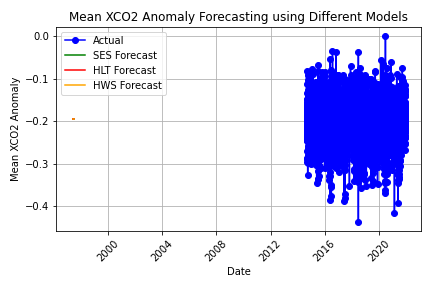 Mean XCO2 Anomaly Forecasting using Different Models
Actual
SES Forecast
HLT Forecast
HWS Forecast
Mean XCO2 Anomaly
0.0
−0.1
−0.2
−0.3
−0.4
2000
2004
2008
2012
2016
2020
Date